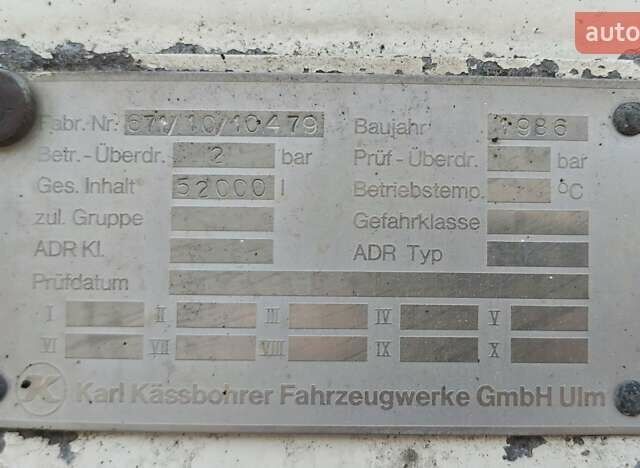 auto
Fabr. Nr. 671/10/10479 Baujahr 1986
Betr.-Überdr. 2 bar Prüf-Überdr. bar
Ges. Inhalt 52000 l Betriebstemp. °C
zul. Gruppe Gefahrklasse
ADR Kl. ADR Typ
Prüfdatum
I II III IV V
VI VII VIII IX X
K Karl Kässbohrer Fahrzeugwerke GmbH Ulm